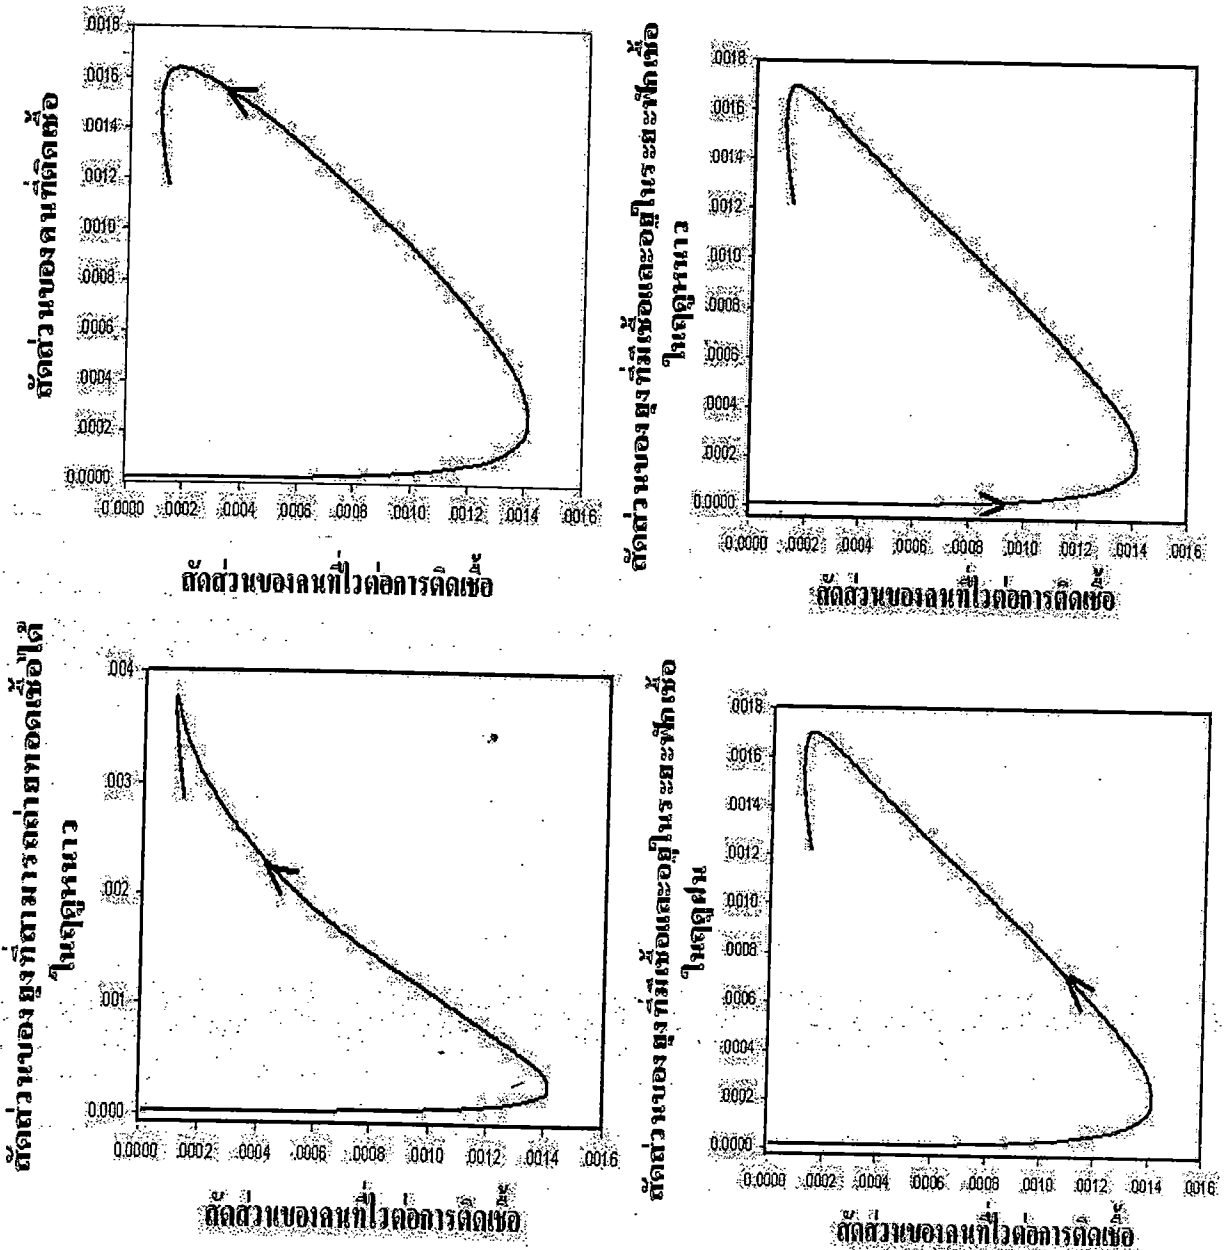 สัดส่วนของคนที่ติดเชื้อ
.0018
.0016
.0014
.0012
.0010
.0008
.0006
.0004
.0002
0.0000
0.0000 .0002 .0004 .0006 .0008 .0010 .0012 .0014 .0016
สัดส่วนของคนที่ไวต่อการติดเชื้อ
สัดส่วนของยุงที่มีเชื้อและอยู่ในระยะฟักเชื้อ
ในฤดูหนาว
.0018
.0016
.0014
.0012
.0010
.0008
.0006
.0004
.0002
0.0000
0.0000 .0002 .0004 .0006 .0008 .0010 .0012 .0014 .0016
สัดส่วนของคนที่ไวต่อการติดเชื้อ
สัดส่วนของยุงที่สามารถถ่ายทอดเชื้อได้
ในฤดูหนาว
.004
.003
.002
.001
0.000
0.0000 .0002 .0004 .0006 .0008 .0010 .0012 .0014 .0016
สัดส่วนของคนที่ไวต่อการติดเชื้อ
สัดส่วนของยุงที่มีเชื้อและอยู่ในระยะฟักเชื้อ
ในฤดูฝน
.0018
.0016
.0014
.0012
.0010
.0008
.0006
.0004
.0002
0.0000
0.0000 .0002 .0004 .0006 .0008 .0010 .0012 .0014 .0016
สัดส่วนของคนที่ไวต่อการติดเชื้อ